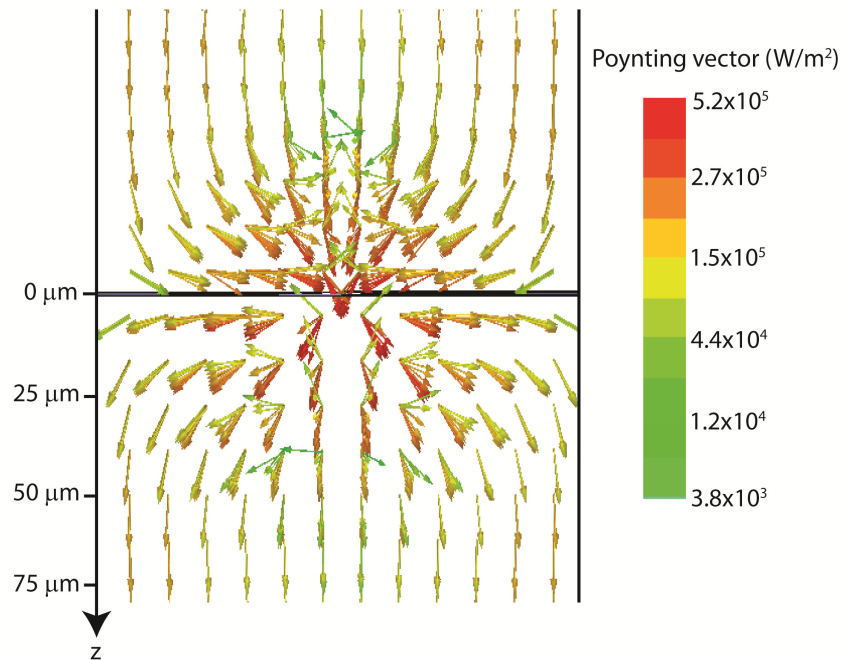 Poynting vector (W/m²)
5.2x10⁵
2.7x10⁵
1.5x10⁵
4.4x10⁴
1.2x10⁴
3.8x10³
0 μm
25 μm
50 μm
75 μm
z